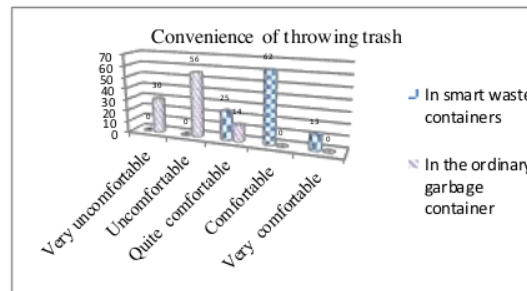 Convenience of throwing trash
70
60
50
40
30
20
10
0
0
30
0
56
25
14
62
0
13
0
Very uncomfortable
Uncomfortable
Quite comfortable
Comfortable
Very comfortable
In smart waste
containers
In the ordinary
garbage
container